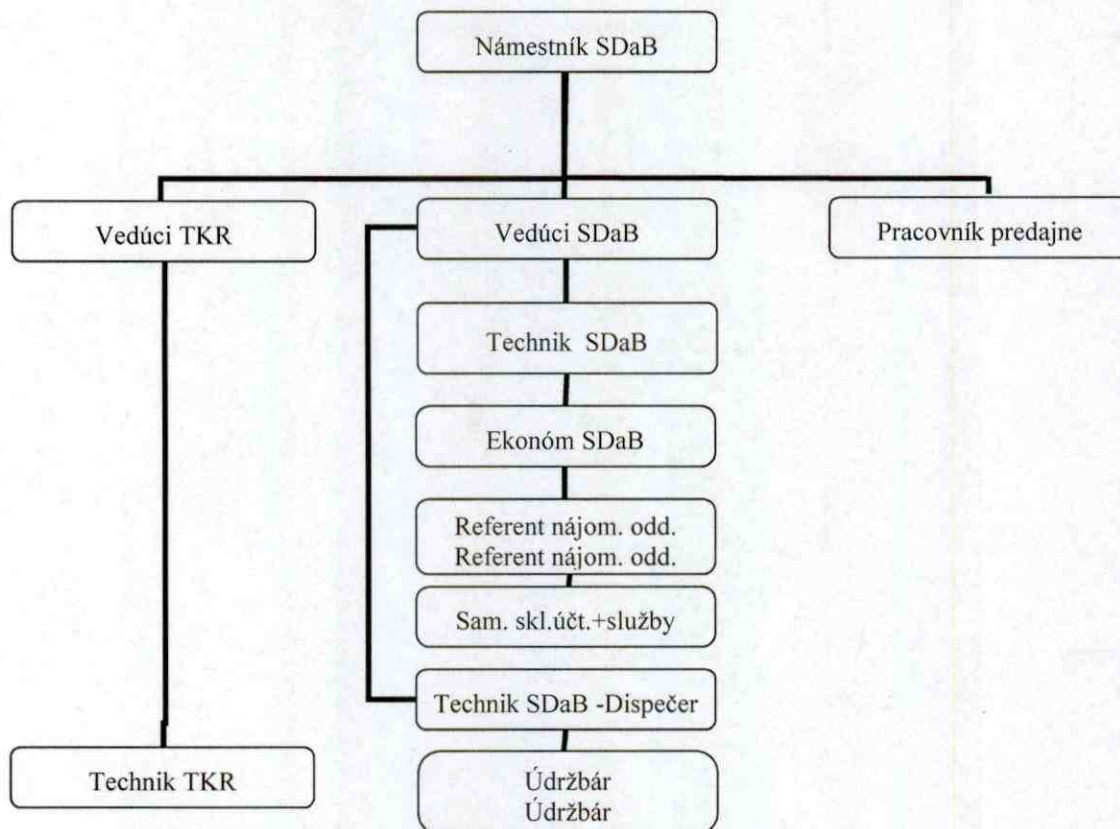 Námestník SDaB
Vedúci TKR
Vedúci SDaB
Pracovník predajne
Technik SDaB
Ekonóm SDaB
Referent nájom. odd.
Referent nájom. odd.
Sam. skl.účt.+služby
Technik SDaB -Dispečer
Technik TKR
Údržbár
Údržbár